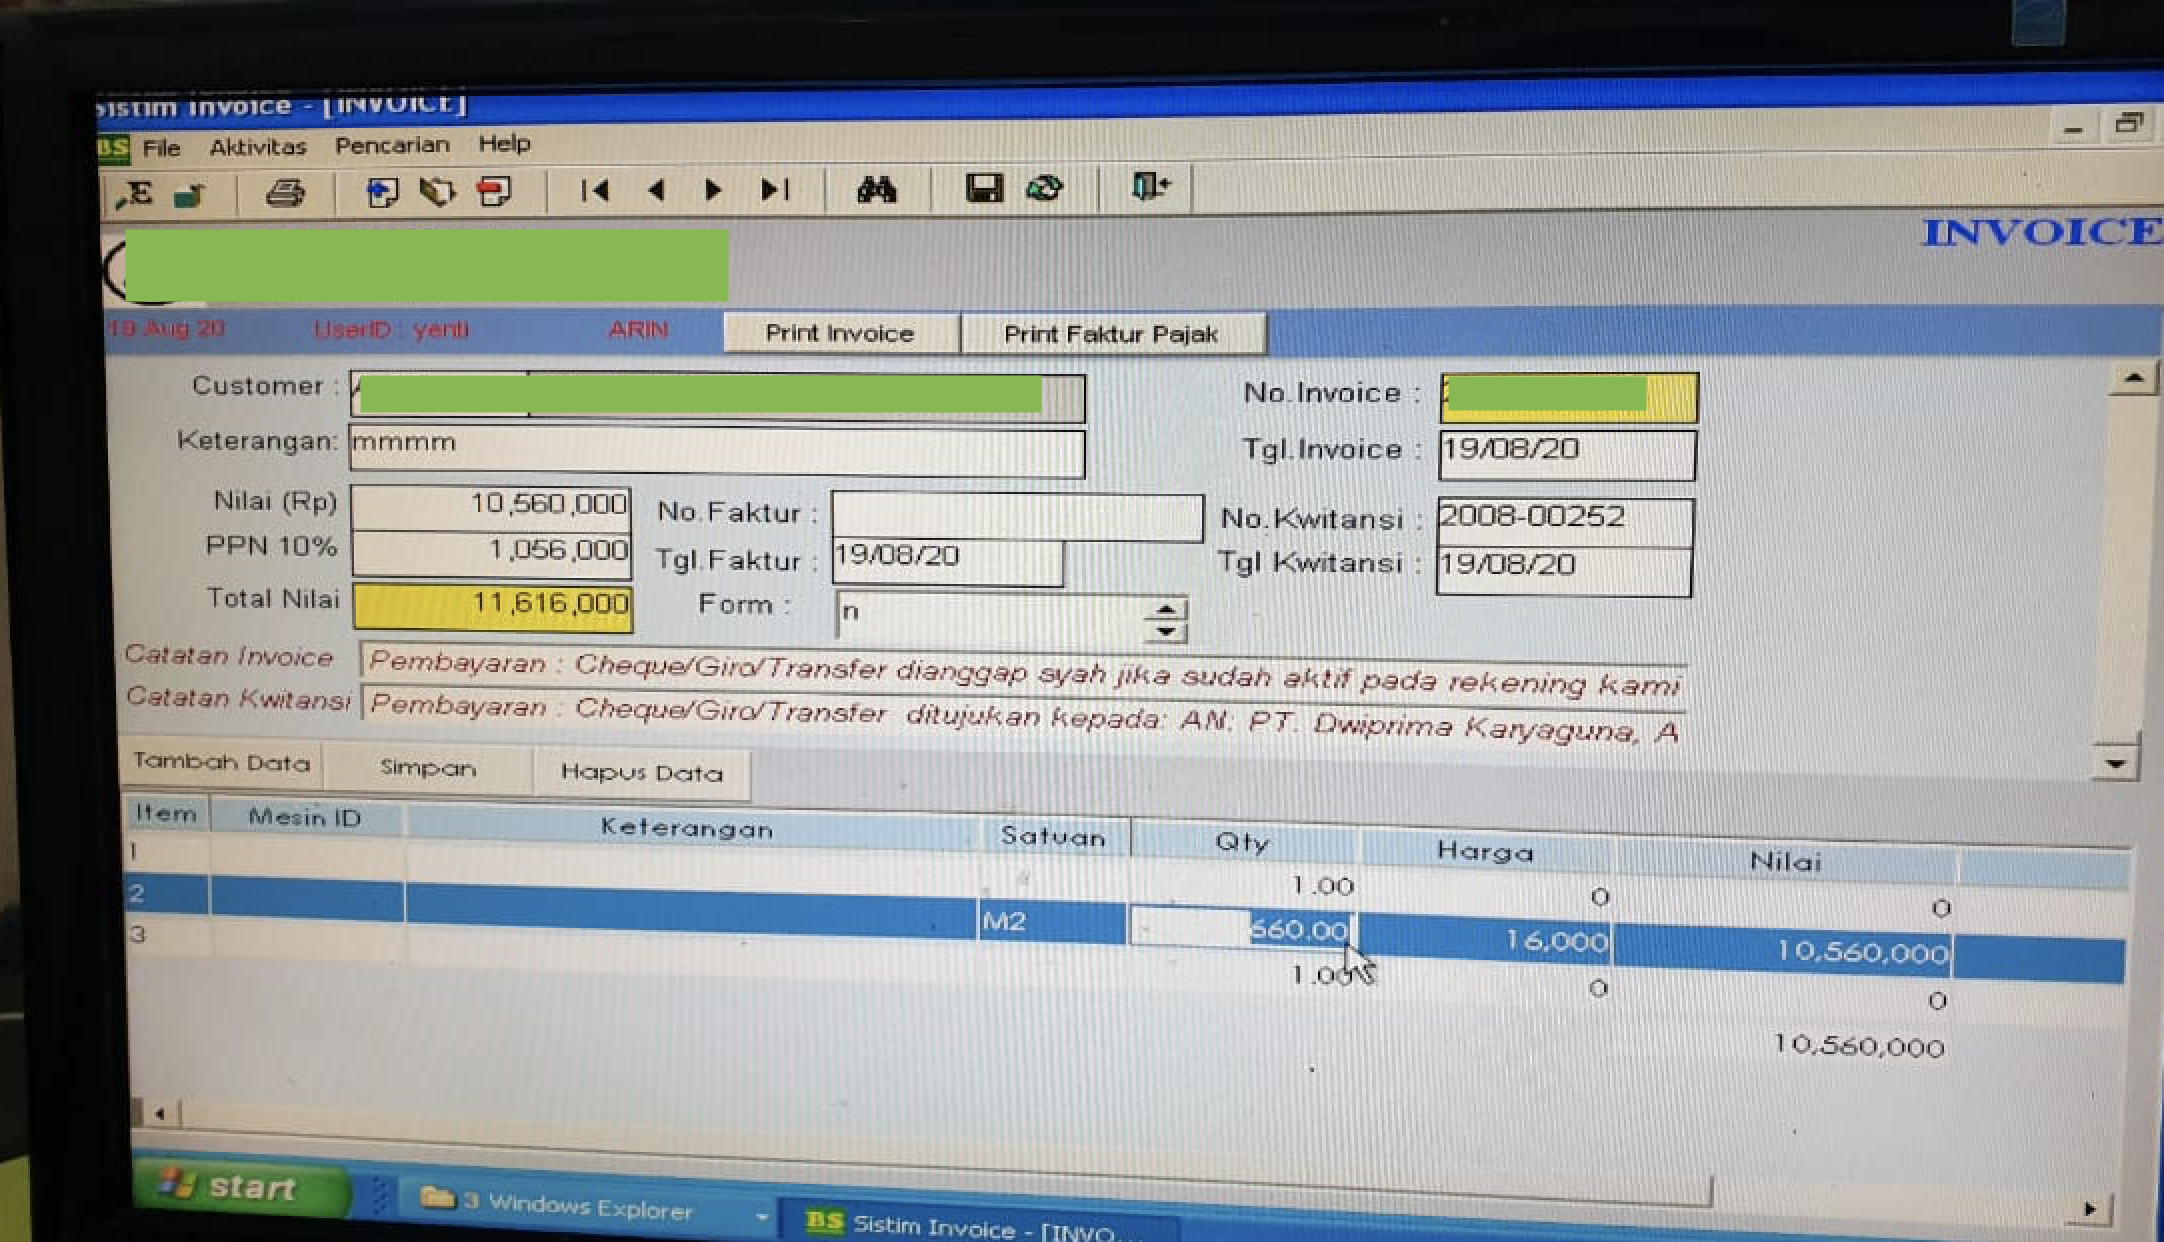 Sistim Invoice - [INVOICE]
BS File Aktivitas Pencarian Help
INVOICE
19 Aug 20 UserID : yenti ARIN Print Invoice Print Faktur Pajak
Customer : No.Invoice :
Keterangan: mmmm Tgl.Invoice : 19/08/20
Nilai (Rp) 10,560,000 No.Faktur : No.Kwitansi : 2008-00252
PPN 10% 1,056,000 Tgl.Faktur : 19/08/20 Tgl Kwitansi : 19/08/20
Total Nilai 11,616,000 Form : n
Catatan Invoice Pembayaran : Cheque/Giro/Transfer dianggap syah jika sudah aktif pada rekening kami
Catatan Kwitansi Pembayaran : Cheque/Giro/Transfer ditujukan kepada: AN: PT. Dwiprima Karyaguna, A
Tambah Data Simpan Hapus Data
Item Mesin ID Keterangan Satuan Qty Harga Nilai
1 1.00 0 0
2 M2 660.00 16,000 10,560,000
3 1.00 0 0
10,560,000
start 3 Windows Explorer BS Sistim Invoice - [INVO...